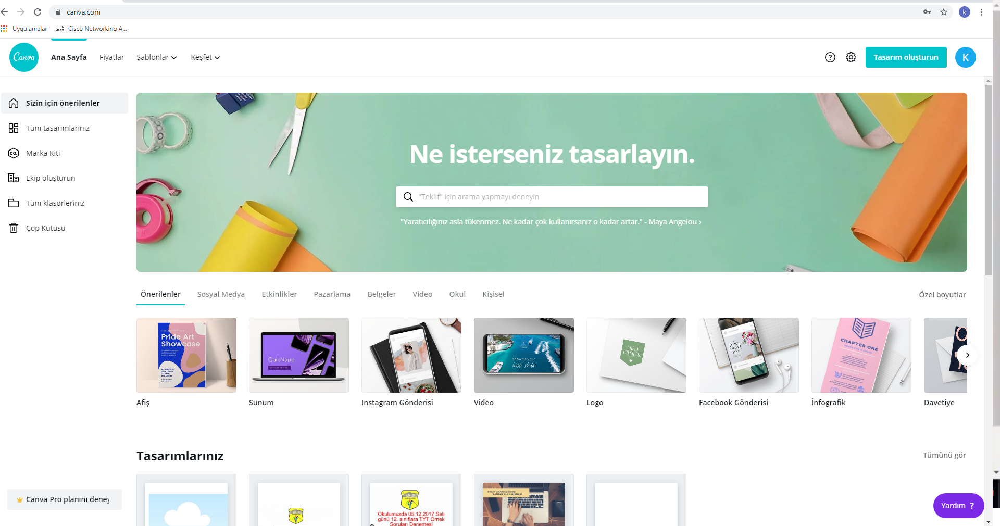 canva.com
Uygulamalar
Cisco Networking A...
Canva
Ana Sayfa
Fiyatlar
Şablonlar
Keşfet
Tasarım oluşturun
K
k
Sizin için önerilenler
Tüm tasarımlarınız
CO.
Marka Kiti
Ekip oluşturun
Tüm klasörleriniz
Çöp Kutusu
Ne isterseniz tasarlayın.
"Teklif" için arama yapmayı deneyin
"Yaratıcılığınız asla tükenmez. Ne kadar çok kullanırsanız o kadar artar." - Maya Angelou ›
Önerilenler
Sosyal Medya
Etkinlikler
Pazarlama
Belgeler
Video
Okul
Kişisel
Özel boyutlar
Pride Art
Showcase
QuikNapp
show us your
best shots
GREEN
FRESH CO.
HAPPY
MOM'S
DAY!
CHAPTER ONE
Afiş
Sunum
Instagram Gönderisi
Video
Logo
Facebook Gönderisi
İnfografik
Davetiye
Tasarımlarınız
Tümünü gör
Okulumuzda 05.12.2017 Salı
günü 12. sınıflara TYT Örnek
Soruları Denemesi
Canva Pro planını deney
Yardım ?